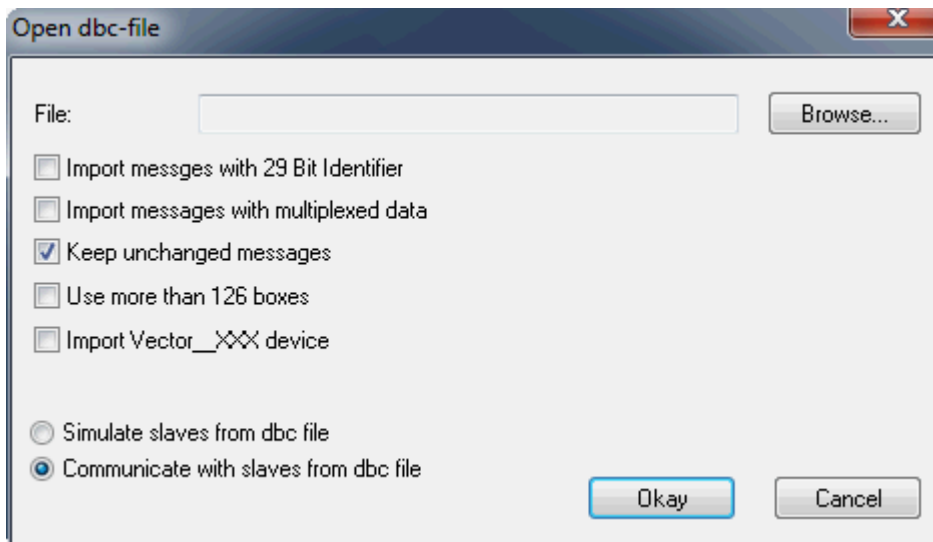 Open dbc-file
File:
Browse...
Import messges with 29 Bit Identifier
Import messages with multiplexed data
Keep unchanged messages
Use more than 126 boxes
Import Vector__XXX device
Simulate slaves from dbc file
Communicate with slaves from dbc file
Okay
Cancel